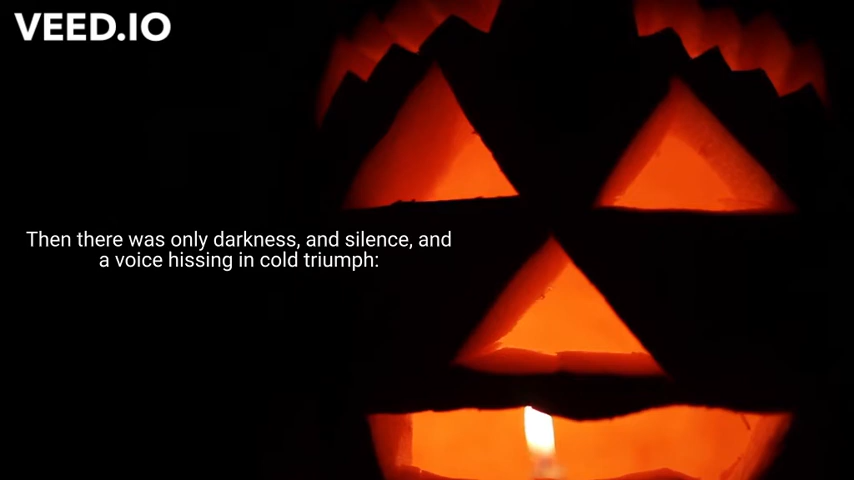 VEED.IO
Then there was only darkness, and silence, and
a voice hissing in cold triumph: